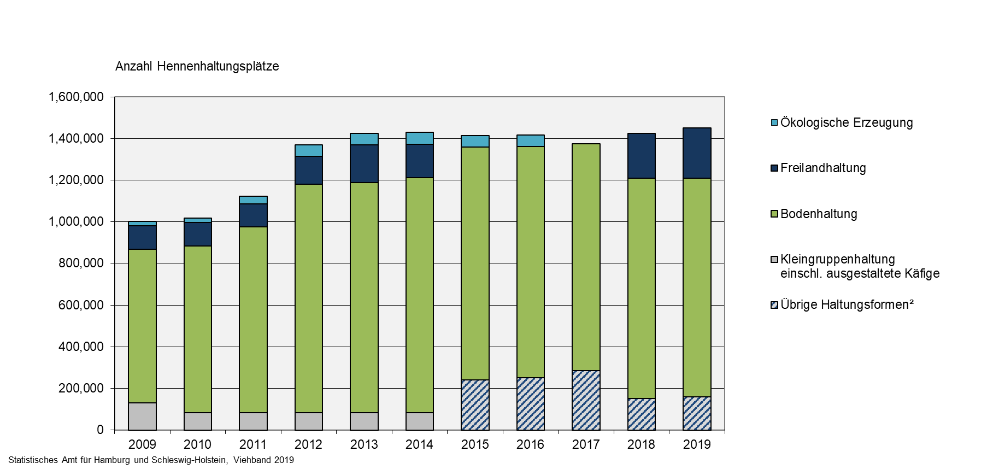 Anzahl Hennenhaltungsplätze
1,600,000
1,400,000
1,200,000
1,000,000
800,000
600,000
400,000
200,000
0
2009 2010 2011 2012 2013 2014 2015 2016 2017 2018 2019
Ökologische Erzeugung
Freilandhaltung
Bodenhaltung
Kleingruppenhaltung
einschl. ausgestaltete Käfige
Übrige Haltungsformen²
Statistisches Amt für Hamburg und Schleswig-Holstein, Viehband 2019